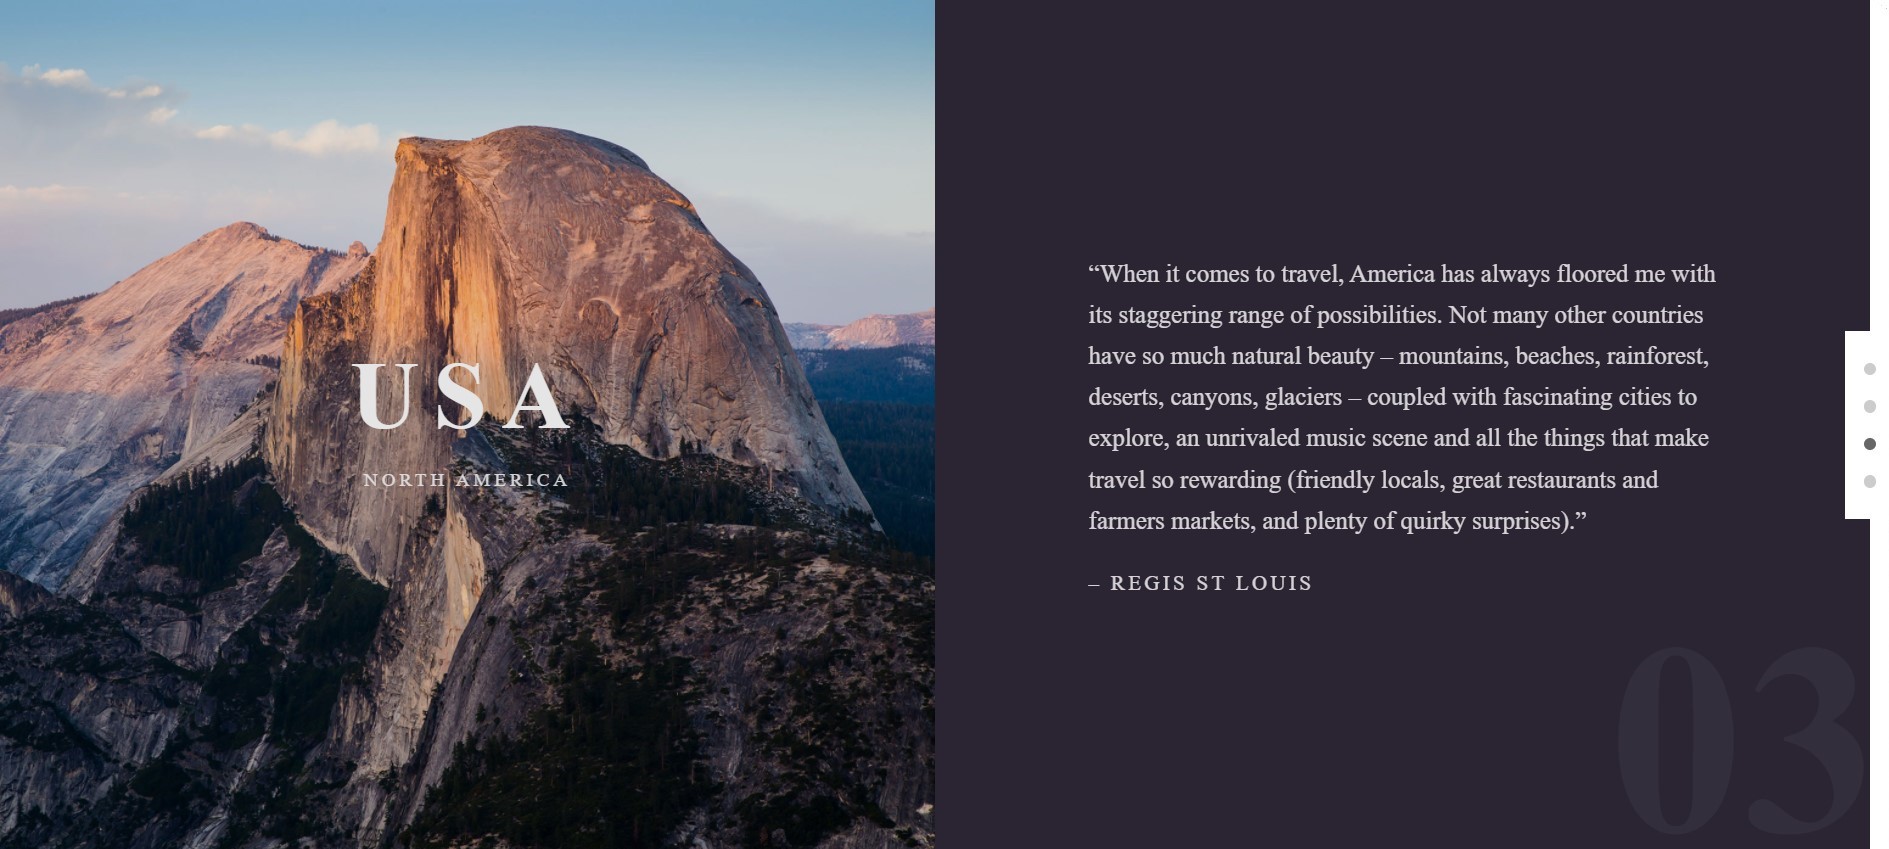 USA
NORTH AMERICA
“When it comes to travel, America has always floored me with
its staggering range of possibilities. Not many other countries
have so much natural beauty – mountains, beaches, rainforest,
deserts, canyons, glaciers – coupled with fascinating cities to
explore, an unrivaled music scene and all the things that make
travel so rewarding (friendly locals, great restaurants and
farmers markets, and plenty of quirky surprises).”
– REGIS ST LOUIS
03